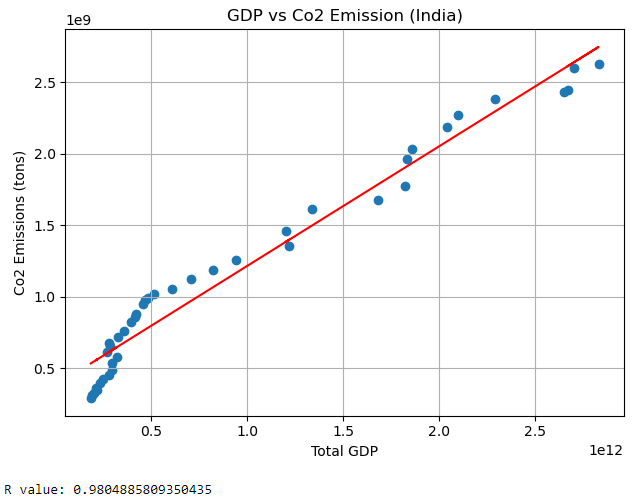 GDP vs Co2 Emission (India)
1e9
2.5
2.0
1.5
1.0
0.5
Co2 Emissions (tons)
0.5 1.0 1.5 2.0 2.5
1e12
Total GDP
R value: 0.9804885809350435